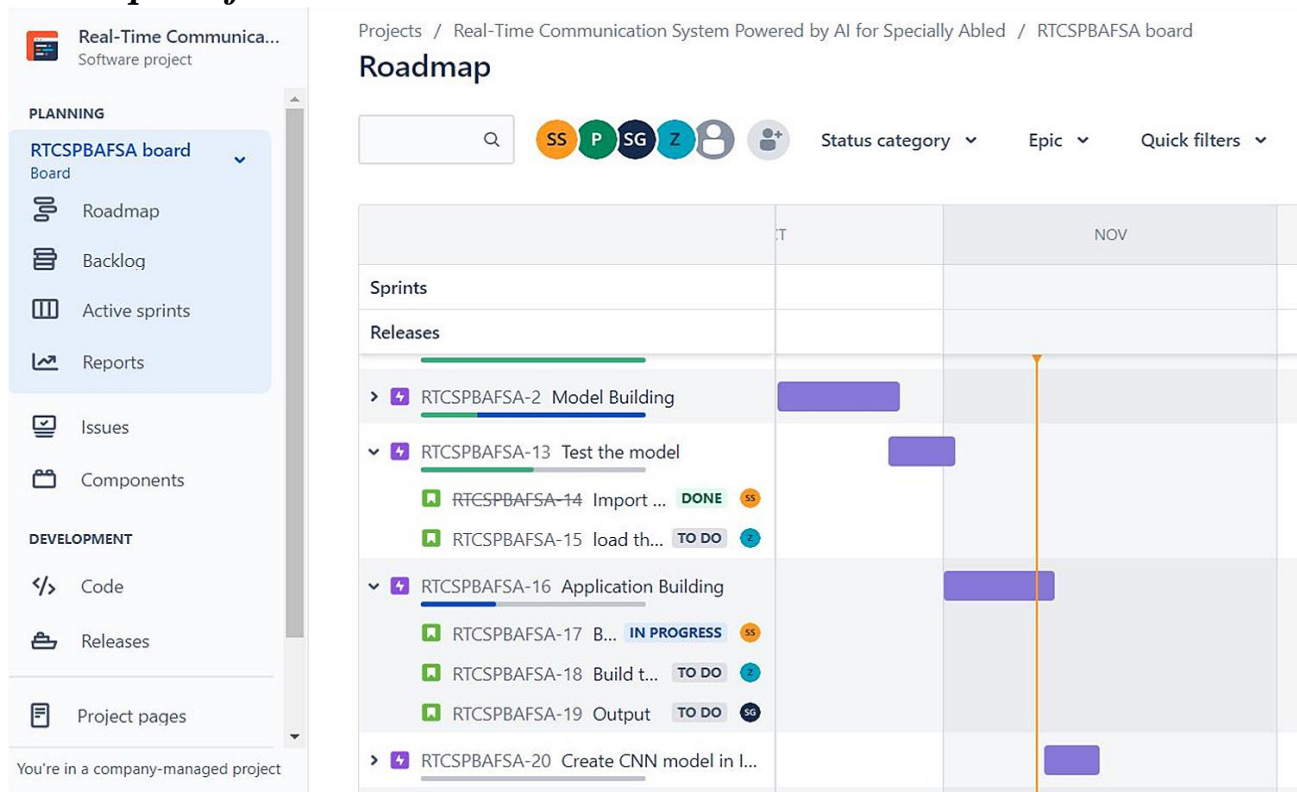 Real-Time Communica...
Software project
PLANNING
RTCSPBAFSA board
Board
Roadmap
Backlog
Active sprints
Reports
Issues
Components
DEVELOPMENT
Code
Releases
Project pages
You're in a company-managed project
Projects / Real-Time Communication System Powered by AI for Specially Abled / RTCSPBAFSA board
Roadmap
SS P SG Z Status category Epic Quick filters
NOV
Sprints
Releases
RTCSPBAFSA-2 Model Building
RTCSPBAFSA-13 Test the model
RTCSPBAFSA-14 Import ... DONE SS
RTCSPBAFSA-15 load th... TO DO Z
RTCSPBAFSA-16 Application Building
RTCSPBAFSA-17 B... IN PROGRESS SS
RTCSPBAFSA-18 Build t... TO DO Z
RTCSPBAFSA-19 Output TO DO SG
RTCSPBAFSA-20 Create CNN model in I...